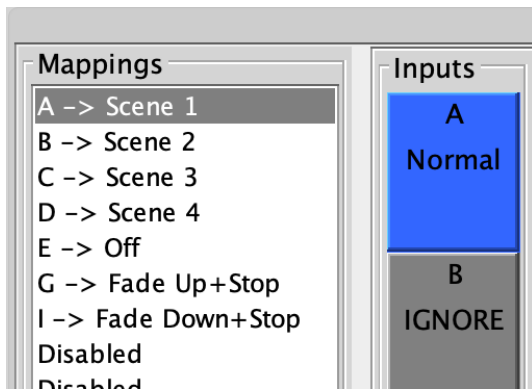 Mappings
A -> Scene 1
B -> Scene 2
C -> Scene 3
D -> Scene 4
E -> Off
G -> Fade Up+Stop
I -> Fade Down+Stop
Disabled
Disabled
Inputs
A
Normal
B
IGNORE